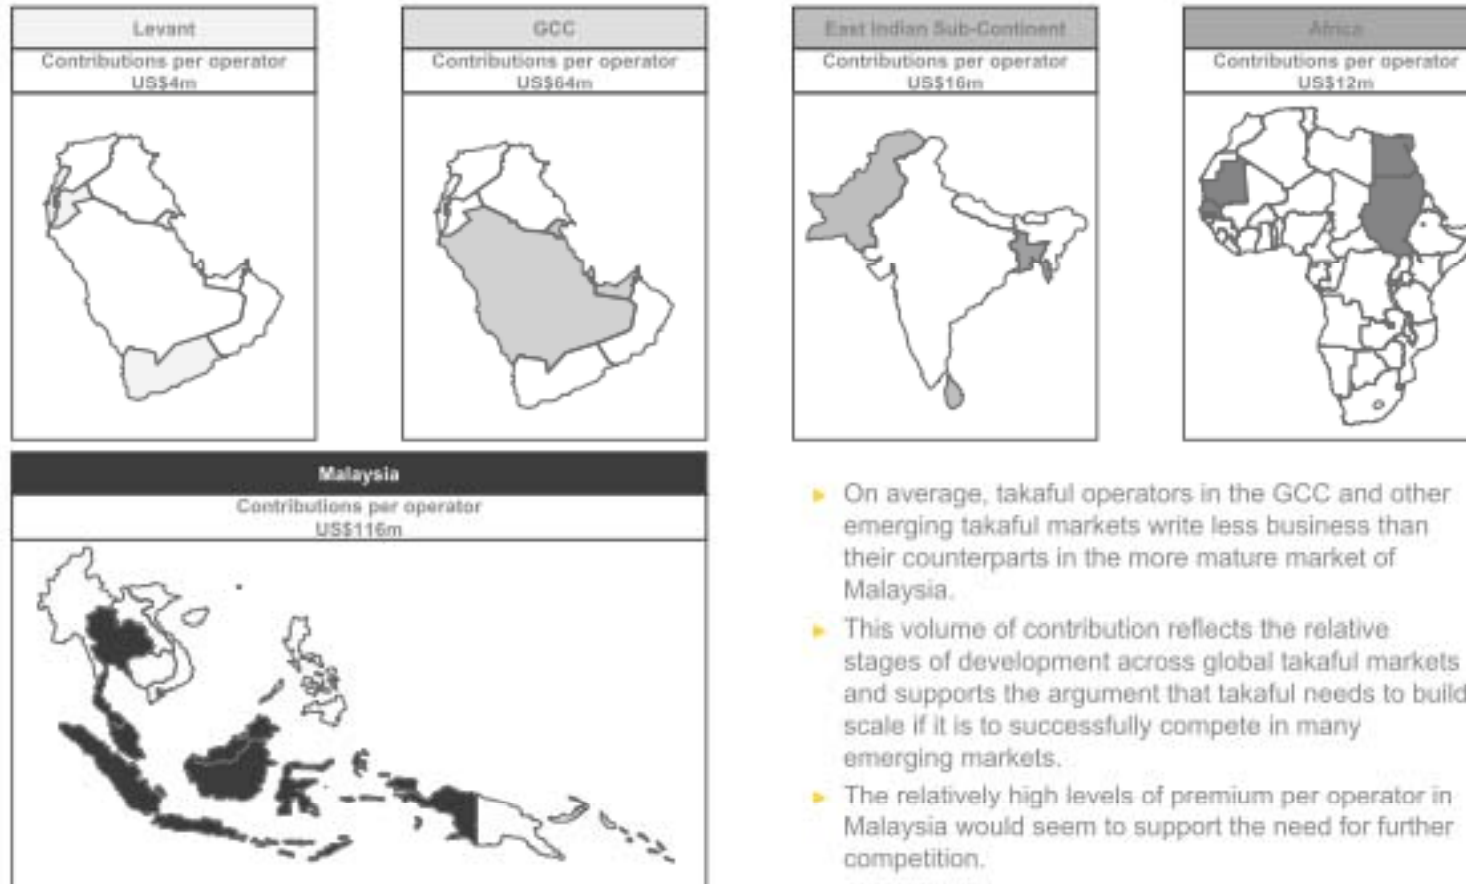 Levant
Contributions per operator
US$4m
GCC
Contributions per operator
US$64m
East Indian Sub-Continent
Contributions per operator
US$16m
Africa
Contributions per operator
US$12m
Malaysia
Contributions per operator
US$116m
On average, takaful operators in the GCC and other
emerging takaful markets write less business than
their counterparts in the more mature market of
Malaysia.
This volume of contribution reflects the relative
stages of development across global takaful markets
and supports the argument that takaful needs to build
scale if it is to successfully compete in many
emerging markets.
The relatively high levels of premium per operator in
Malaysia would seem to support the need for further
competition.